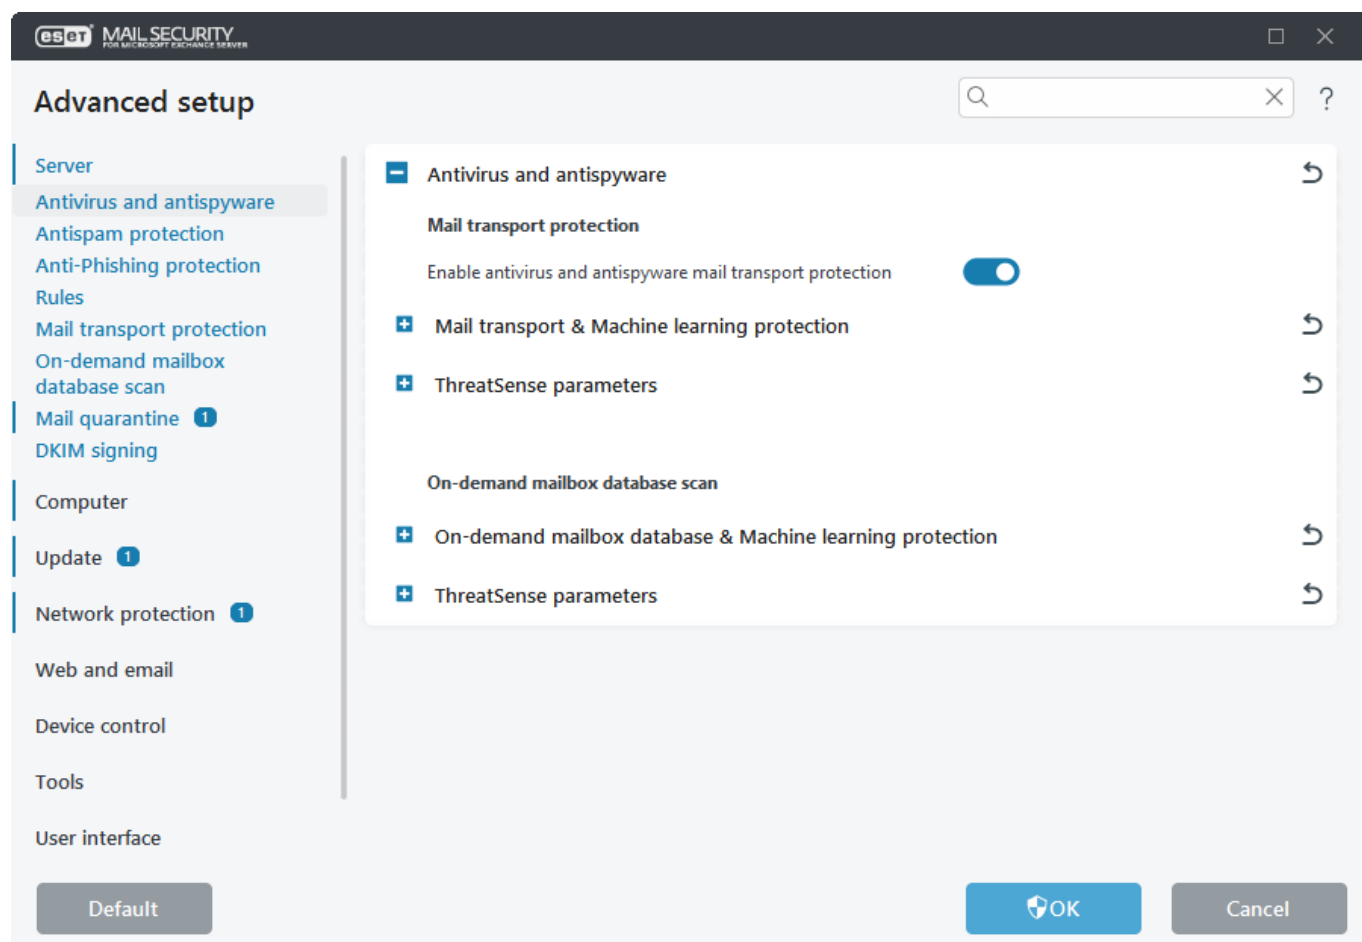 eset MAIL SECURITY
FOR MICROSOFT EXCHANGE SERVER
Advanced setup
?
Server
Antivirus and antispyware
Antispam protection
Anti-Phishing protection
Rules
Mail transport protection
On-demand mailbox
database scan
Mail quarantine 1
DKIM signing
Computer
Update 1
Network protection 1
Web and email
Device control
Tools
User interface
Antivirus and antispyware
Mail transport protection
Enable antivirus and antispyware mail transport protection
Mail transport & Machine learning protection
ThreatSense parameters
On-demand mailbox database scan
On-demand mailbox database & Machine learning protection
ThreatSense parameters
Default
OK
Cancel